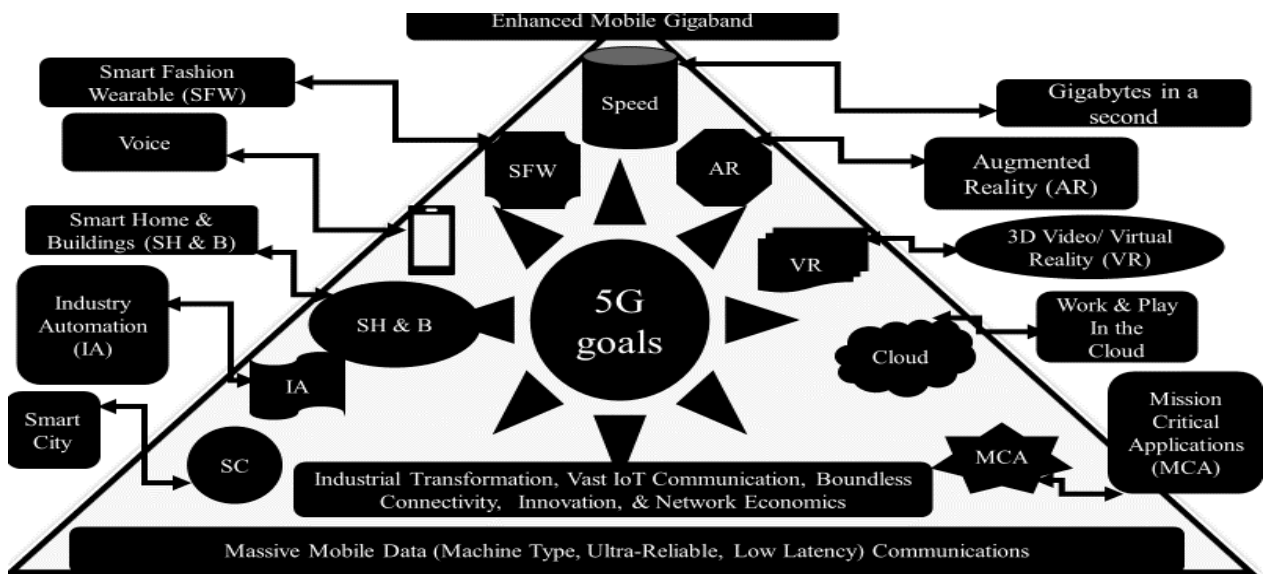 Enhanced Mobile Gigaband
Smart Fashion
Wearable (SFW)
Speed
Gigabytes in a
second
Voice
SFW
AR
Augmented
Reality (AR)
Smart Home &
Buildings (SH & B)
VR
3D Video/ Virtual
Reality (VR)
Industry
Automation
(IA)
SH & B
5G
goals
Work & Play
In the
Cloud
Cloud
IA
Smart
City
SC
MCA
Mission
Critical
Applications
(MCA)
Industrial Transformation, Vast IoT Communication, Boundless
Connectivity, Innovation, & Network Economics
Massive Mobile Data (Machine Type, Ultra-Reliable, Low Latency) Communications